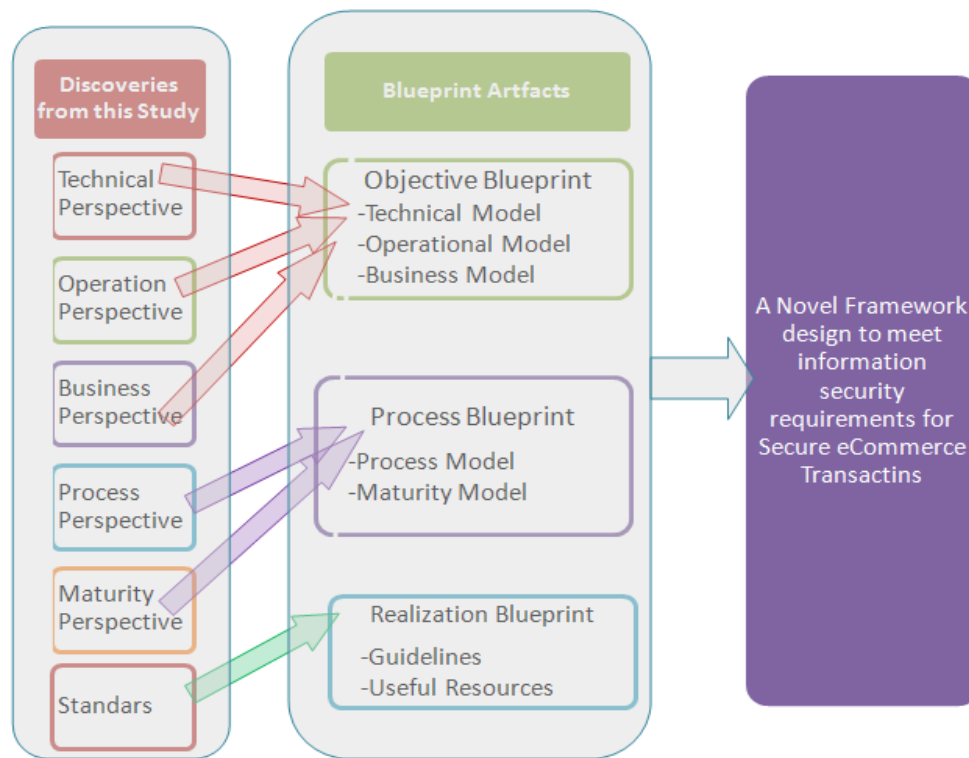 Discoveries
from this Study
Technical
Perspective
Operation
Perspective
Business
Perspective
Process
Perspective
Maturity
Perspective
Standars
Blueprint Artfacts
Objective Blueprint
-Technical Model
-Operational Model
-Business Model
Process Blueprint
-Process Model
-Maturity Model
Realization Blueprint
-Guidelines
-Useful Resources
A Novel Framework
design to meet
information
security
requirements for
Secure eCommerce
Transactins